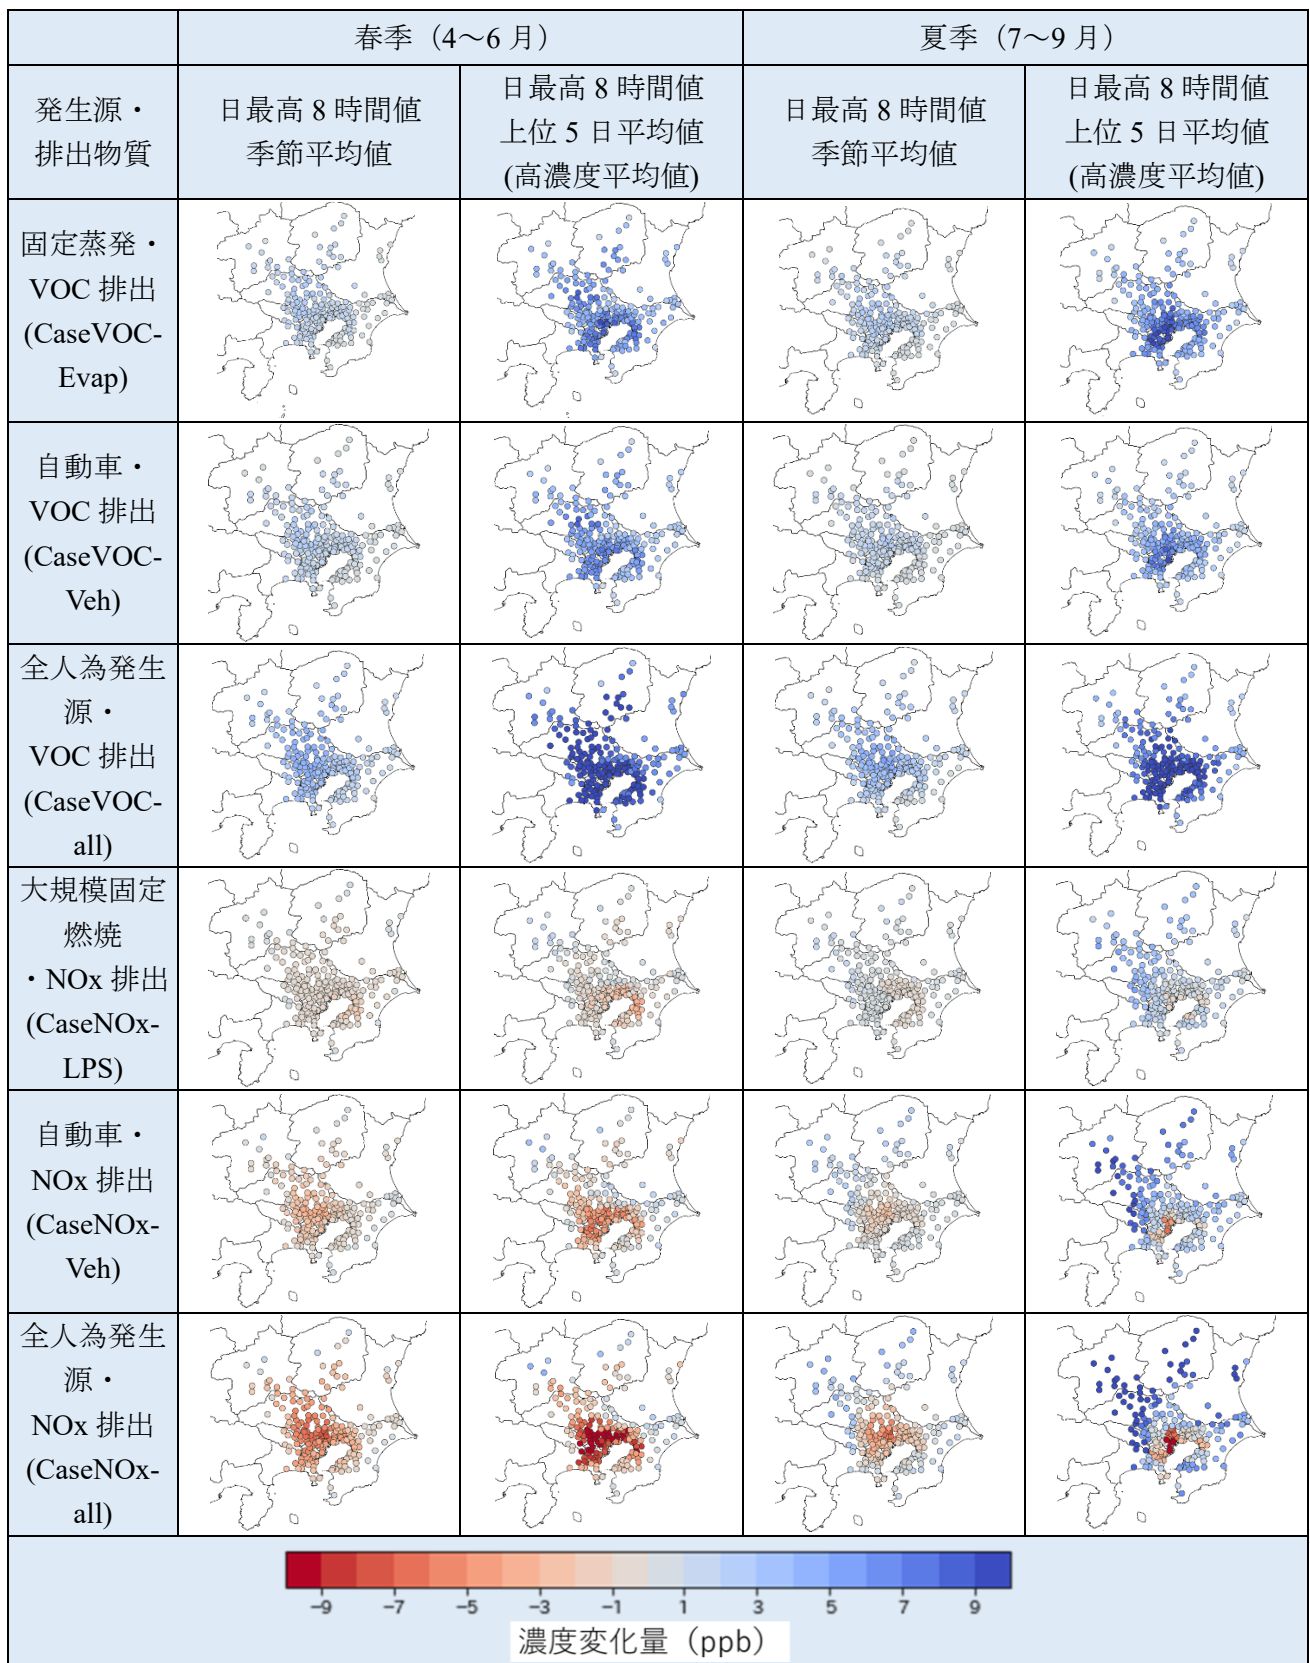 春季（4～6 月）
夏季（7～9 月）
発生源・
排出物質
日最高 8 時間値
季節平均値
日最高 8 時間値
上位 5 日平均値
(高濃度平均値)
日最高 8 時間値
季節平均値
日最高 8 時間値
上位 5 日平均値
(高濃度平均値)
固定蒸発・
VOC 排出
(CaseVOC-
Evap)
自動車・
VOC 排出
(CaseVOC-
Veh)
全人為発生
源・
VOC 排出
(CaseVOC-
all)
大規模固定
燃焼
・NOx 排出
(CaseNOx-
LPS)
自動車・
NOx 排出
(CaseNOx-
Veh)
全人為発生
源・
NOx 排出
(CaseNOx-
all)
−9 −7 −5 −3 −1 1 3 5 7 9
濃度変化量（ppb）